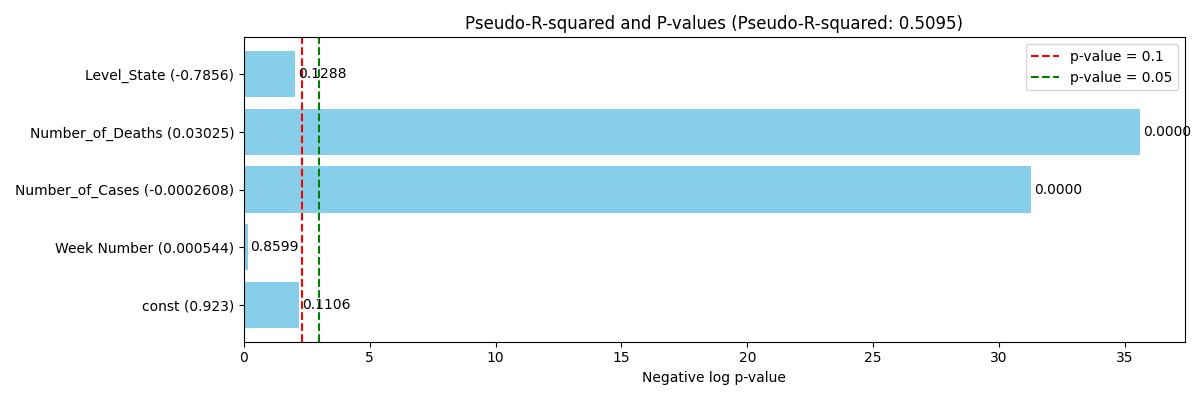 Pseudo-R-squared and P-values (Pseudo-R-squared: 0.5095)
p-value = 0.1
p-value = 0.05
Level_State (-0.7856)
0.1288
Number_of_Deaths (0.03025)
0.0000
Number_of_Cases (-0.0002608)
0.0000
Week Number (0.000544)
0.8599
const (0.923)
0.1106
0 5 10 15 20 25 30 35
Negative log p-value